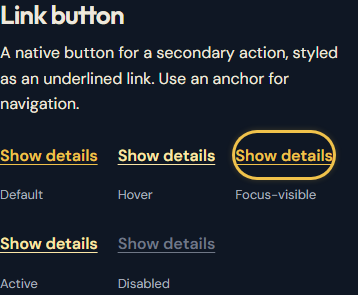 Link button
A native button for a secondary action, styled
as an underlined link. Use an anchor for
navigation.
Show details Show details Show details
Default Hover Focus-visible
Show details Show details
Active Disabled